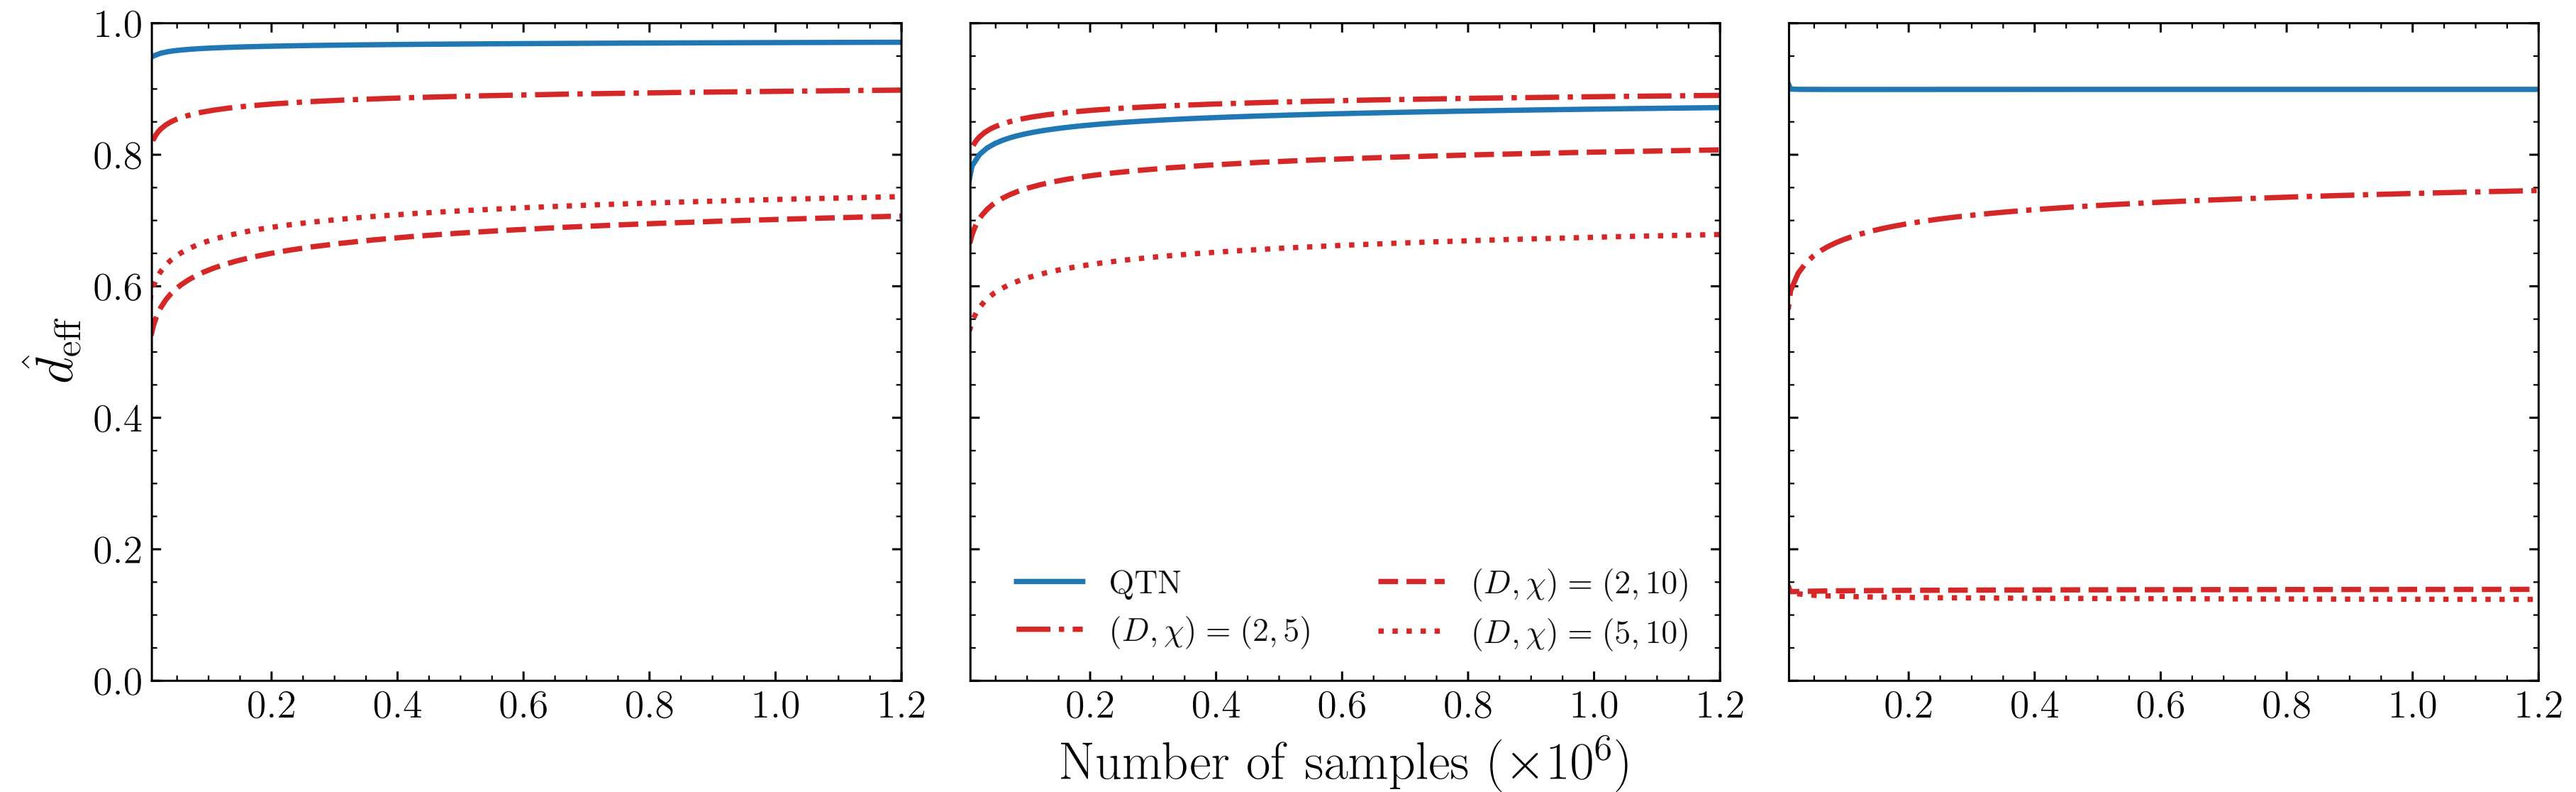 1.0
0.8
0.6
0.4
0.2
0.0
d̂eff
0.2 0.4 0.6 0.8 1.0 1.2
QTN
(D, χ) = (2, 5)
(D, χ) = (2, 10)
(D, χ) = (5, 10)
0.2 0.4 0.6 0.8 1.0 1.2
0.2 0.4 0.6 0.8 1.0 1.2
Number of samples (×10⁶)